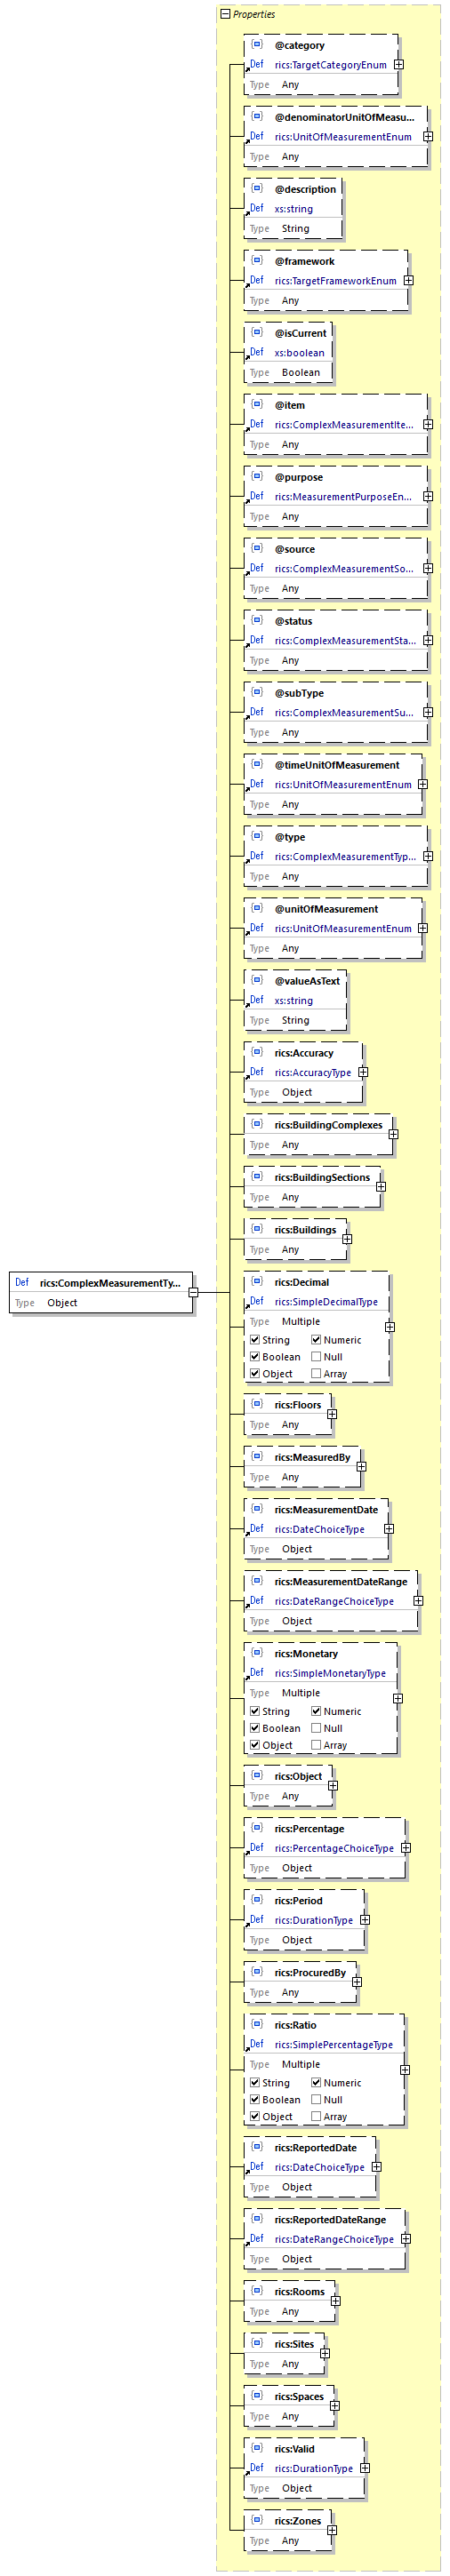 Properties
@category
Def rics:TargetCategoryEnum
Type Any
@denominatorUnitOfMeasu...
Def rics:UnitOfMeasurementEnum
Type Any
@description
Def xs:string
Type String
@framework
Def rics:TargetFrameworkEnum
Type Any
@isCurrent
Def xs:boolean
Type Boolean
@item
Def rics:ComplexMeasurementIte...
Type Any
@purpose
Def rics:MeasurementPurposeEn...
Type Any
@source
Def rics:ComplexMeasurementSo...
Type Any
@status
Def rics:ComplexMeasurementSta...
Type Any
@subType
Def rics:ComplexMeasurementSu...
Type Any
@timeUnitOfMeasurement
Def rics:UnitOfMeasurementEnum
Type Any
@type
Def rics:ComplexMeasurementTyp...
Type Any
@unitOfMeasurement
Def rics:UnitOfMeasurementEnum
Type Any
@valueAsText
Def xs:string
Type String
rics:Accuracy
Def rics:AccuracyType
Type Object
rics:BuildingComplexes
Type Any
rics:BuildingSections
Type Any
rics:Buildings
Type Any
Def rics:ComplexMeasurementTy...
Type Object
rics:Decimal
Def rics:SimpleDecimalType
Type Multiple
String Numeric
Boolean Null
Object Array
rics:Floors
Type Any
rics:MeasuredBy
Type Any
rics:MeasurementDate
Def rics:DateChoiceType
Type Object
rics:MeasurementDateRange
Def rics:DateRangeChoiceType
Type Object
rics:Monetary
Def rics:SimpleMonetaryType
Type Multiple
String Numeric
Boolean Null
Object Array
rics:Object
Type Any
rics:Percentage
Def rics:PercentageChoiceType
Type Object
rics:Period
Def rics:DurationType
Type Object
rics:ProcuredBy
Type Any
rics:Ratio
Def rics:SimplePercentageType
Type Multiple
String Numeric
Boolean Null
Object Array
rics:ReportedDate
Def rics:DateChoiceType
Type Object
rics:ReportedDateRange
Def rics:DateRangeChoiceType
Type Object
rics:Rooms
Type Any
rics:Sites
Type Any
rics:Spaces
Type Any
rics:Valid
Def rics:DurationType
Type Object
rics:Zones
Type Any